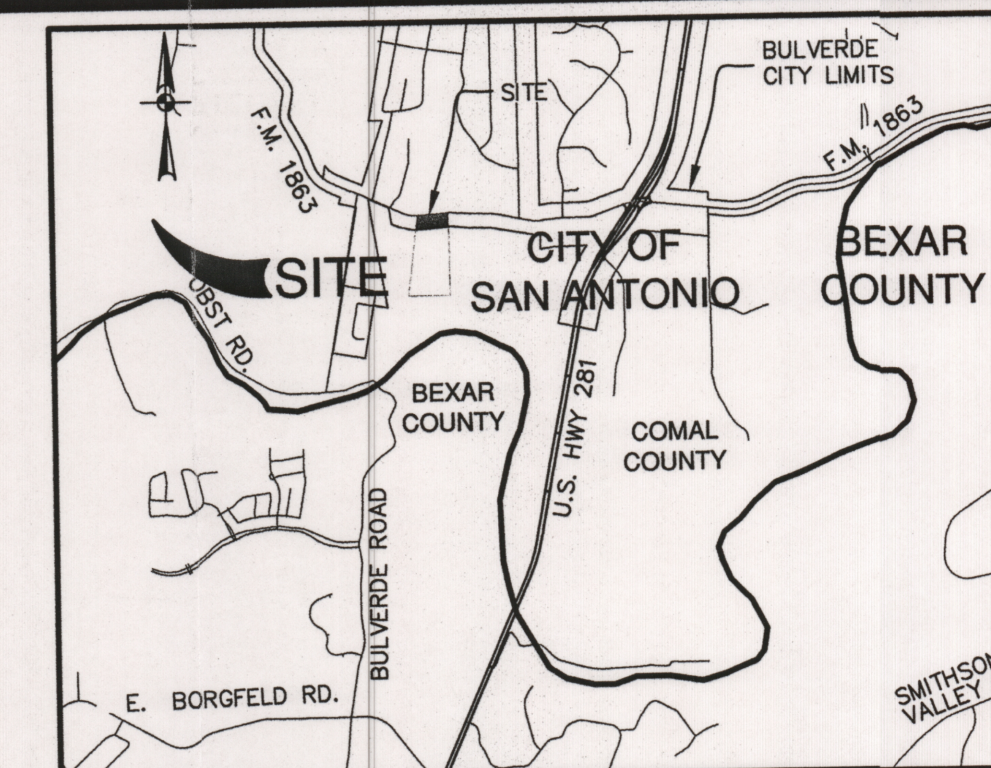 BULVERDE
CITY LIMITS
SITE
F.M. 1863
F.M. 1863
CITY OF
SAN ANTONIO
BEXAR
COUNTY
SITE
OBST RD.
BEXAR
COUNTY
U.S. HWY 281
COMAL
COUNTY
BULVERDE ROAD
E. BORGFELD RD.
SMITHSON
VALLEY